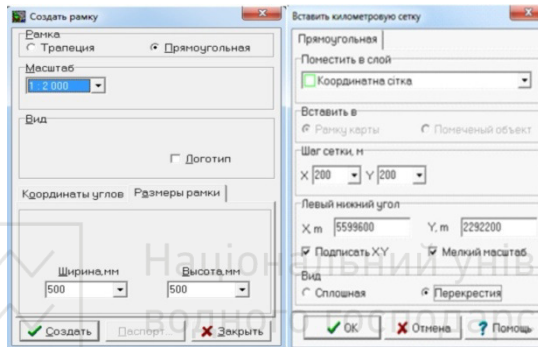 Создать рамку
Рамка
Трапеция Прямоугольная
Масштаб
1 : 2 000
Вид
Логотип
Координаты углов Размеры рамки
Ширина,мм Высота,мм
500 500
Создать Паспорт... Закрыть
Вставить километровую сетку
Прямоугольная
Поместить в слой
Координатна сітка
Вставить в
Рамку карты Помеченый объект
Шаг сетки, м
X 200 Y 200
Левый нижний угол
X, m 5599600 Y, m 2292200
Подписать XY Мелкий масштаб
Вид
Сплошная Перекрестия
OK Отмена Помощь
Національний унів
водного господарс